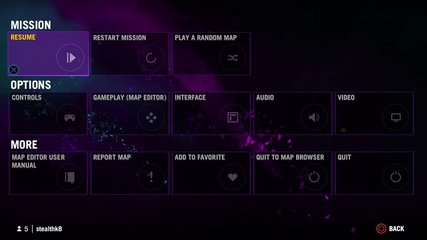 MISSION
RESUME
RESTART MISSION
PLAY A RANDOM MAP
OPTIONS
CONTROLS
GAMEPLAY (MAP EDITOR)
INTERFACE
AUDIO
VIDEO
MORE
MAP EDITOR USER
MANUAL
REPORT MAP
ADD TO FAVORITE
QUIT TO MAP BROWSER
QUIT
5 stealthk8
BACK